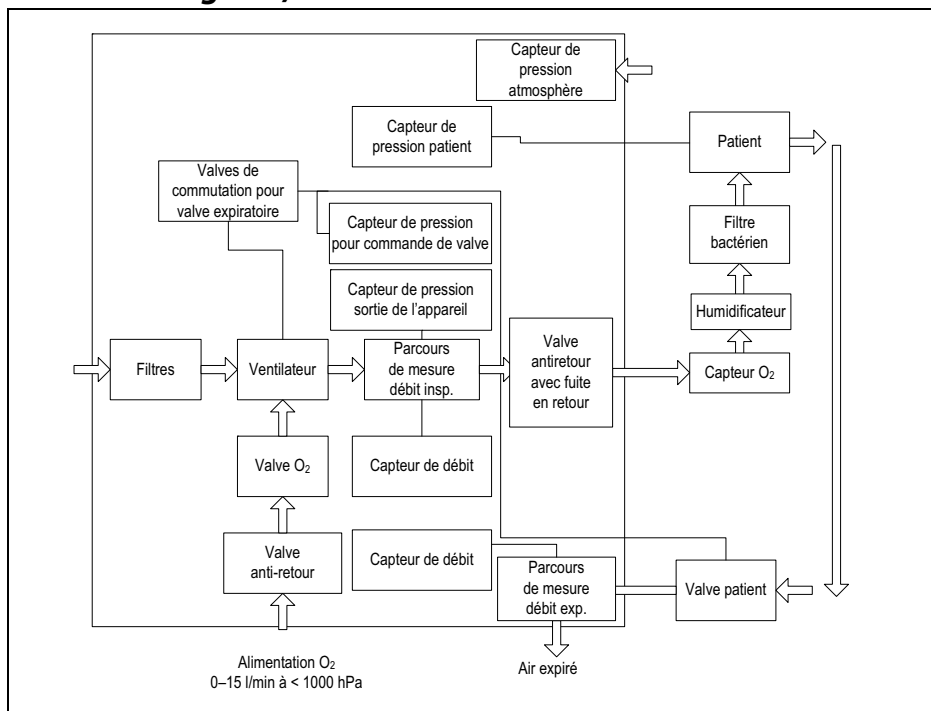 Capteur de
pression
atmosphère
Capteur de
pression patient
Patient
Valves de
commutation pour
valve expiratoire
Capteur de pression
pour commande de valve
Filtre
bactérien
Capteur de pression
sortie de l'appareil
Humidificateur
Filtres
Ventilateur
Parcours
de mesure
débit insp.
Valve
antiretour
avec fuite
en retour
Capteur O₂
Valve O₂
Capteur de débit
Valve
anti-retour
Capteur de débit
Parcours
de mesure
débit exp.
Valve patient
Alimentation O₂
0–15 l/min à < 1000 hPa
Air expiré